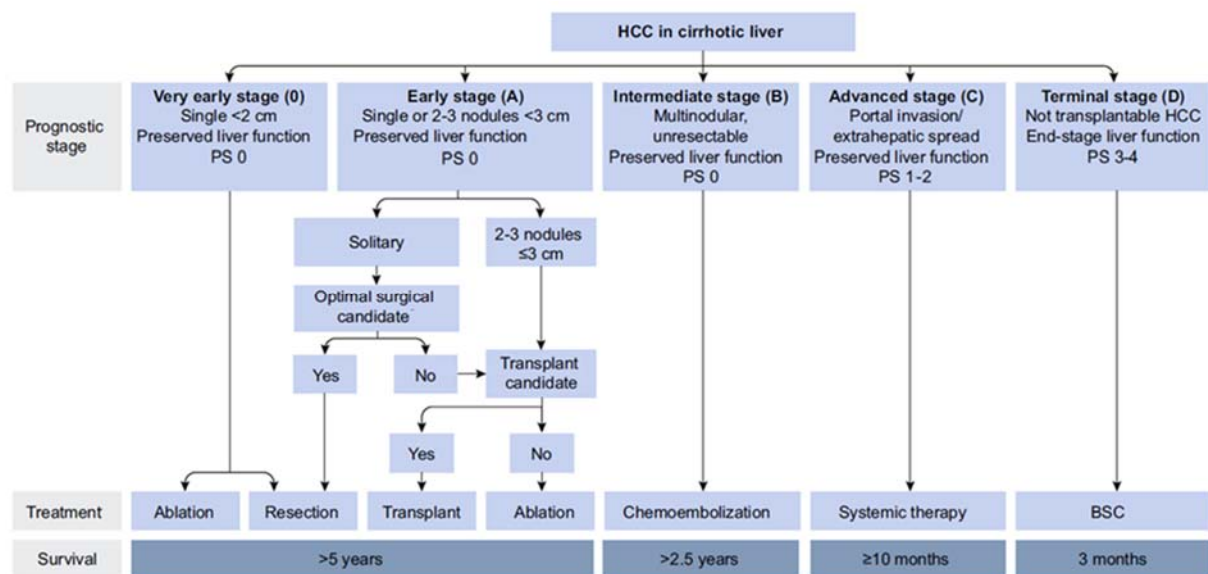 HCC in cirrhotic liver
Prognostic
stage
Very early stage (0)
Single <2 cm
Preserved liver function
PS 0
Early stage (A)
Single or 2-3 nodules <3 cm
Preserved liver function
PS 0
Intermediate stage (B)
Multinodular,
unresectable
Preserved liver function
PS 0
Advanced stage (C)
Portal invasion/
extrahepatic spread
Preserved liver function
PS 1-2
Terminal stage (D)
Not transplantable HCC
End-stage liver function
PS 3-4
Solitary
2-3 nodules
≤3 cm
Optimal surgical
candidate
Yes
No
Transplant
candidate
Yes
No
Treatment
Ablation
Resection
Transplant
Ablation
Chemoembolization
Systemic therapy
BSC
Survival
>5 years
>2.5 years
≥10 months
3 months